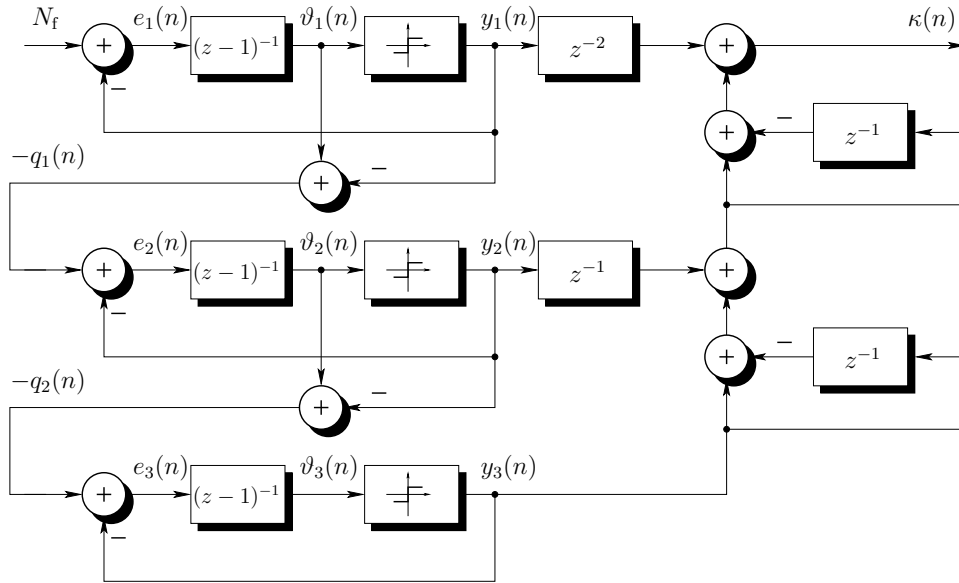 N_f e_1(n) (z − 1)^{−1} ϑ_1(n) y_1(n) z^{−2} κ(n)
+ +
−
+ − z^{−1}
−q_1(n) + −
e_2(n) ϑ_2(n) y_2(n)
+ (z − 1)^{−1} z^{−1} +
−
+ − z^{−1}
−q_2(n) + −
e_3(n) ϑ_3(n) y_3(n)
+ (z − 1)^{−1}
−